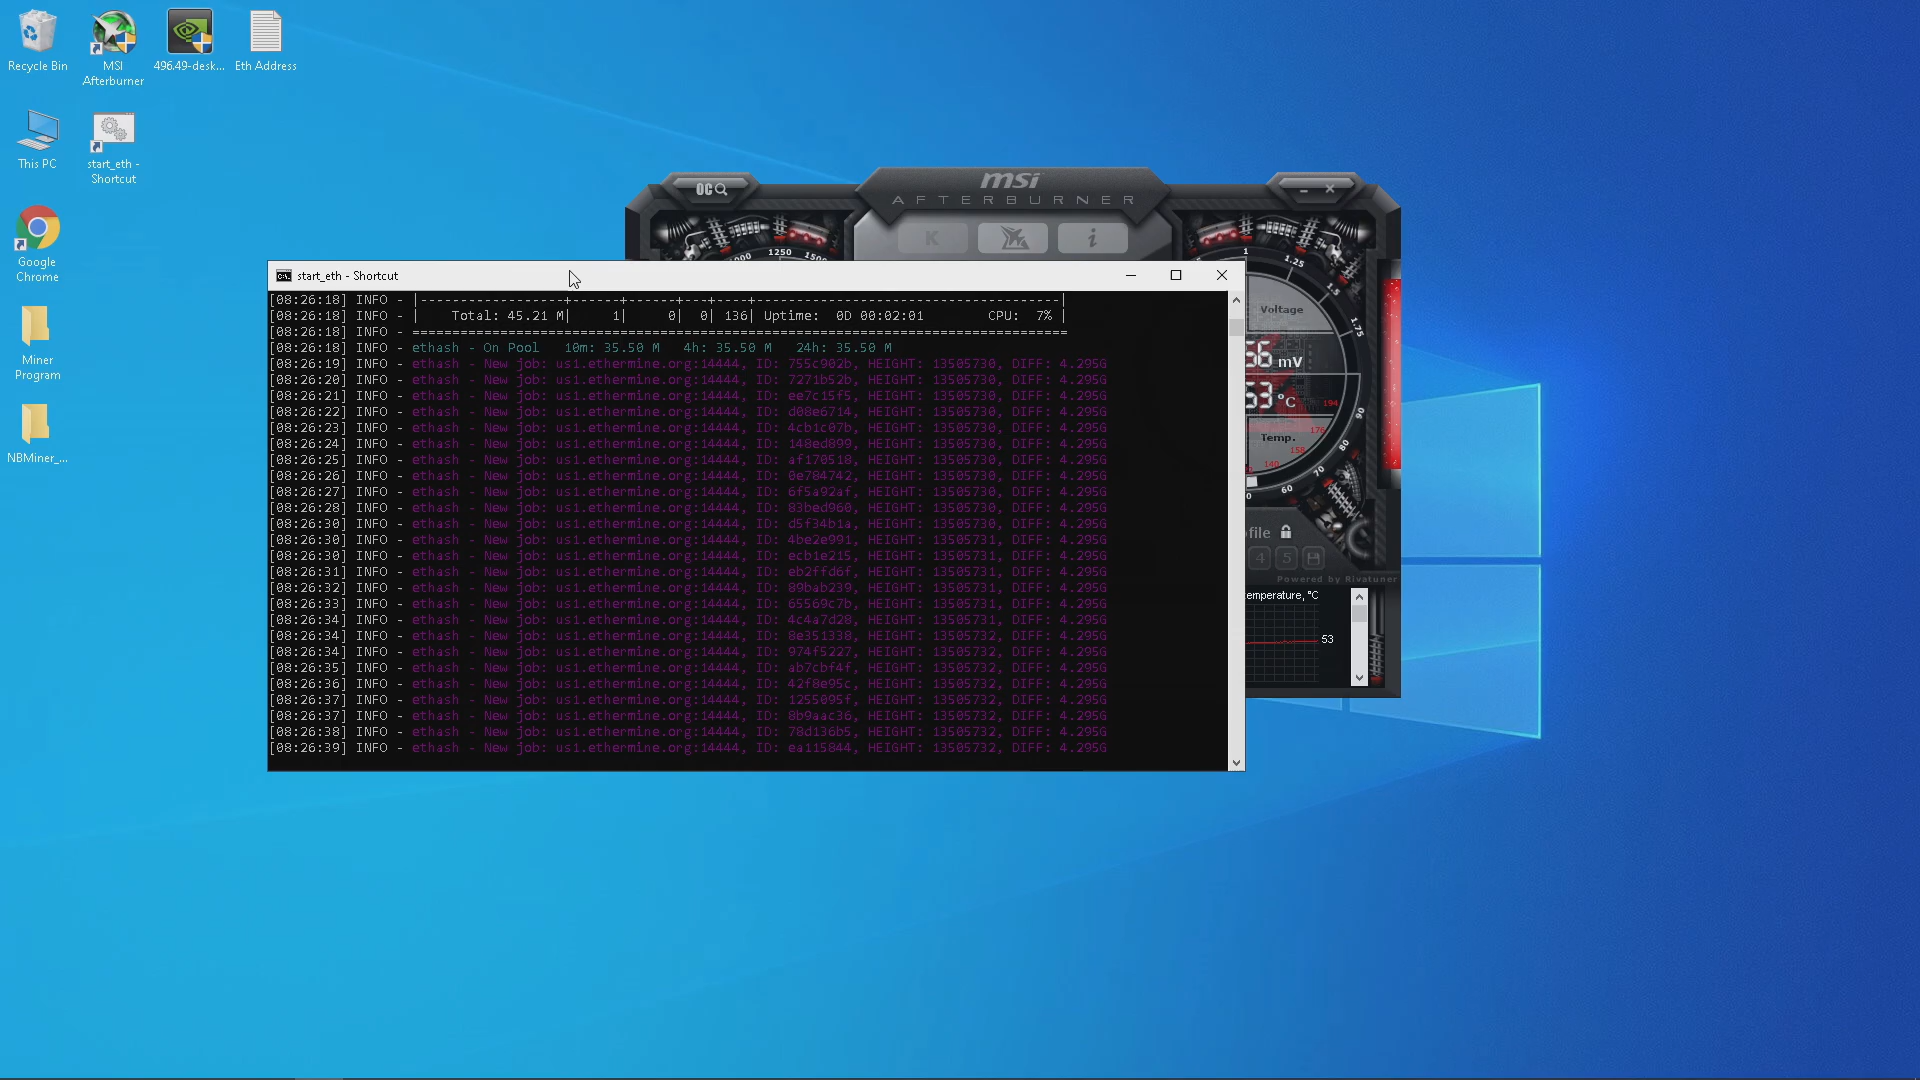 Recycle Bin
MSI
Afterburner
496.49-desk...
Eth Address
This PC
start_eth -
Shortcut
Google
Chrome
Miner
Program
NBMiner_...
OC
msi
AFTERBURNER
K
i
1250
1500
1
1.25
1.5
1.75
Voltage
mV
53 °C
194
176
158
140
Temp.
90
80
70
60
file
4 5
Powered by Rivatuner
emperature, °C
53
start_eth - Shortcut
[08:26:18] INFO - |------------------+------+------+---+----+--------------------------------------|
[08:26:18] INFO - |    Total: 45.21 M|     1|     0|  0| 136| Uptime:  0D 00:02:01        CPU:  7% |
[08:26:18] INFO - ==================================================================================
[08:26:18] INFO - ethash - On Pool   10m: 35.50 M   4h: 35.50 M   24h: 35.50 M
[08:26:19] INFO - ethash - New job: us1.ethermine.org:14444, ID: 755c902b, HEIGHT: 13505730, DIFF: 4.295G
[08:26:20] INFO - ethash - New job: us1.ethermine.org:14444, ID: 7271b52b, HEIGHT: 13505730, DIFF: 4.295G
[08:26:21] INFO - ethash - New job: us1.ethermine.org:14444, ID: ee7c15f5, HEIGHT: 13505730, DIFF: 4.295G
[08:26:22] INFO - ethash - New job: us1.ethermine.org:14444, ID: d08e6714, HEIGHT: 13505730, DIFF: 4.295G
[08:26:23] INFO - ethash - New job: us1.ethermine.org:14444, ID: 4cb1c07b, HEIGHT: 13505730, DIFF: 4.295G
[08:26:24] INFO - ethash - New job: us1.ethermine.org:14444, ID: 148ed899, HEIGHT: 13505730, DIFF: 4.295G
[08:26:25] INFO - ethash - New job: us1.ethermine.org:14444, ID: af170518, HEIGHT: 13505730, DIFF: 4.295G
[08:26:26] INFO - ethash - New job: us1.ethermine.org:14444, ID: 0e784742, HEIGHT: 13505730, DIFF: 4.295G
[08:26:27] INFO - ethash - New job: us1.ethermine.org:14444, ID: 6f5a92af, HEIGHT: 13505730, DIFF: 4.295G
[08:26:28] INFO - ethash - New job: us1.ethermine.org:14444, ID: 83bed960, HEIGHT: 13505730, DIFF: 4.295G
[08:26:30] INFO - ethash - New job: us1.ethermine.org:14444, ID: d5f34b1a, HEIGHT: 13505730, DIFF: 4.295G
[08:26:30] INFO - ethash - New job: us1.ethermine.org:14444, ID: 4be2e991, HEIGHT: 13505731, DIFF: 4.295G
[08:26:30] INFO - ethash - New job: us1.ethermine.org:14444, ID: ecb1e215, HEIGHT: 13505731, DIFF: 4.295G
[08:26:31] INFO - ethash - New job: us1.ethermine.org:14444, ID: eb2ffd6f, HEIGHT: 13505731, DIFF: 4.295G
[08:26:32] INFO - ethash - New job: us1.ethermine.org:14444, ID: 89bab239, HEIGHT: 13505731, DIFF: 4.295G
[08:26:33] INFO - ethash - New job: us1.ethermine.org:14444, ID: 65569c7b, HEIGHT: 13505731, DIFF: 4.295G
[08:26:34] INFO - ethash - New job: us1.ethermine.org:14444, ID: 4c4a7d28, HEIGHT: 13505731, DIFF: 4.295G
[08:26:34] INFO - ethash - New job: us1.ethermine.org:14444, ID: 8e351338, HEIGHT: 13505732, DIFF: 4.295G
[08:26:34] INFO - ethash - New job: us1.ethermine.org:14444, ID: 974f5227, HEIGHT: 13505732, DIFF: 4.295G
[08:26:35] INFO - ethash - New job: us1.ethermine.org:14444, ID: ab7cbf4f, HEIGHT: 13505732, DIFF: 4.295G
[08:26:36] INFO - ethash - New job: us1.ethermine.org:14444, ID: 42f8e95c, HEIGHT: 13505732, DIFF: 4.295G
[08:26:37] INFO - ethash - New job: us1.ethermine.org:14444, ID: 1255095f, HEIGHT: 13505732, DIFF: 4.295G
[08:26:37] INFO - ethash - New job: us1.ethermine.org:14444, ID: 8b9aac36, HEIGHT: 13505732, DIFF: 4.295G
[08:26:38] INFO - ethash - New job: us1.ethermine.org:14444, ID: 78d136b5, HEIGHT: 13505732, DIFF: 4.295G
[08:26:39] INFO - ethash - New job: us1.ethermine.org:14444, ID: ea115844, HEIGHT: 13505732, DIFF: 4.295G